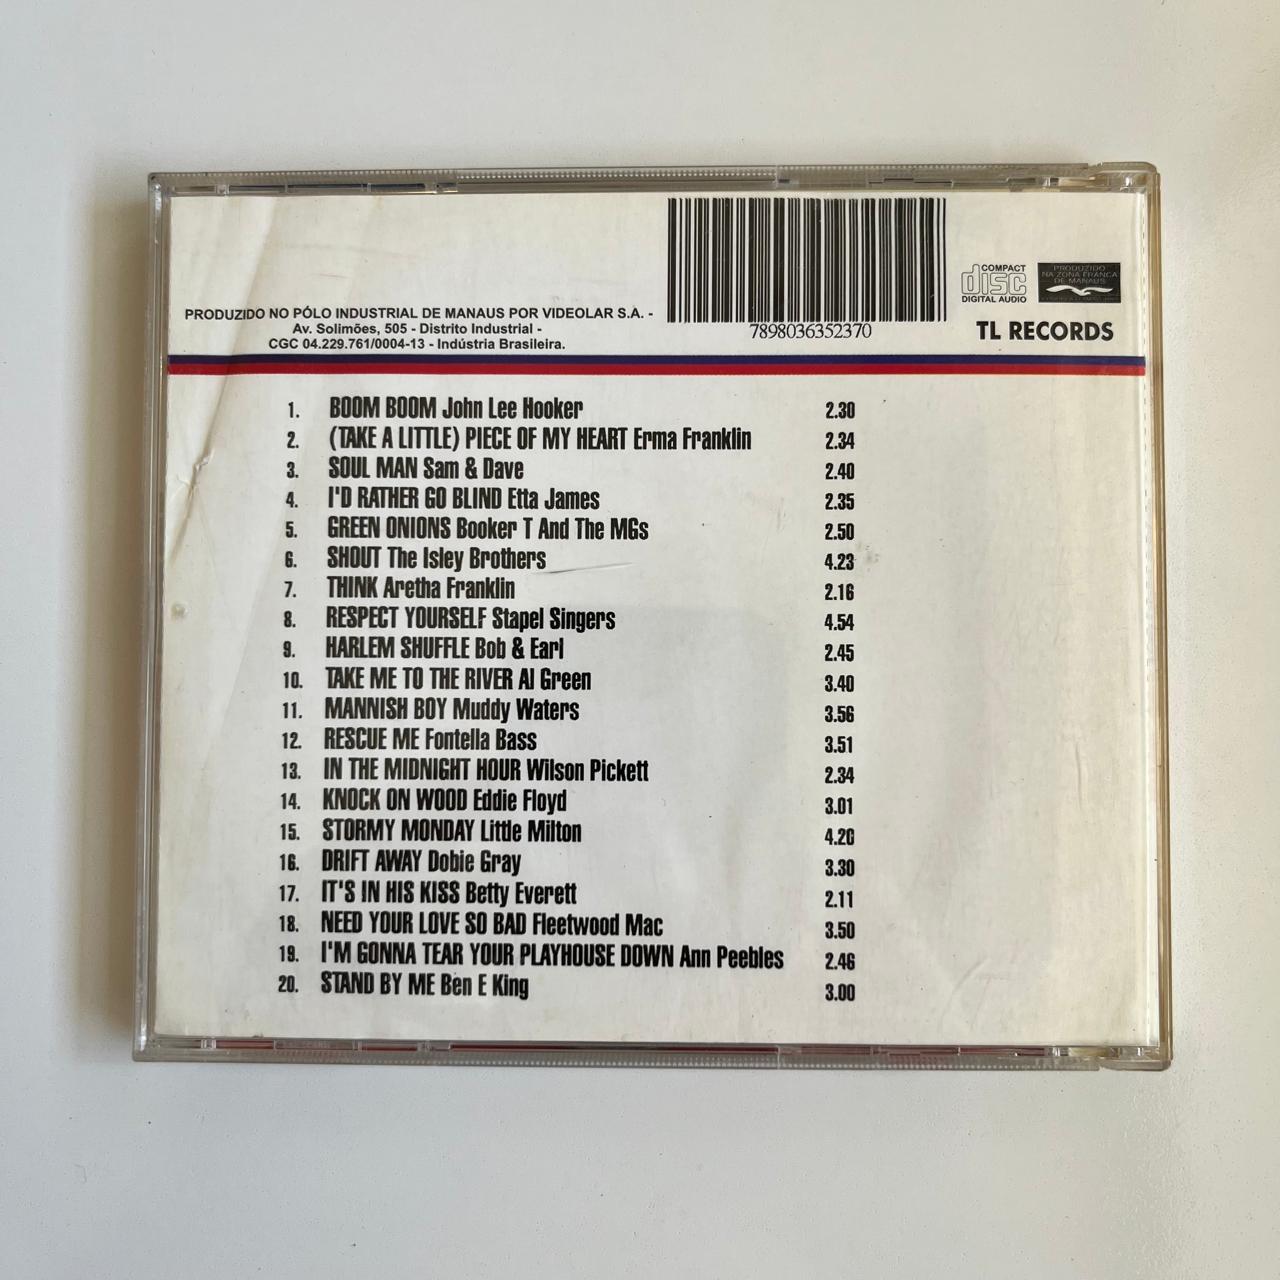 PRODUZIDO NO PÓLO INDUSTRIAL DE MANAUS POR VIDEOLAR S.A. -
Av. Solimões, 505 - Distrito Industrial -
CGC 04.229.761/0004-13 - Indústria Brasileira.
7898036352370
COMPACT
disc
DIGITAL AUDIO
PRODUZIDO
NA ZONA FRANCA
DE MANAUS
TL RECORDS
1. BOOM BOOM John Lee Hooker 2.30
2. (TAKE A LITTLE) PIECE OF MY HEART Erma Franklin 2.34
3. SOUL MAN Sam & Dave 2.40
4. I'D RATHER GO BLIND Etta James 2.35
5. GREEN ONIONS Booker T And The MGs 2.50
6. SHOUT The Isley Brothers 4.23
7. THINK Aretha Franklin 2.16
8. RESPECT YOURSELF Stapel Singers 4.54
9. HARLEM SHUFFLE Bob & Earl 2.45
10. TAKE ME TO THE RIVER Al Green 3.40
11. MANNISH BOY Muddy Waters 3.56
12. RESCUE ME Fontella Bass 3.51
13. IN THE MIDNIGHT HOUR Wilson Pickett 2.34
14. KNOCK ON WOOD Eddie Floyd 3.01
15. STORMY MONDAY Little Milton 4.20
16. DRIFT AWAY Dobie Gray 3.30
17. IT'S IN HIS KISS Betty Everett 2.11
18. NEED YOUR LOVE SO BAD Fleetwood Mac 3.50
19. I'M GONNA TEAR YOUR PLAYHOUSE DOWN Ann Peebles 2.46
20. STAND BY ME Ben E King 3.00